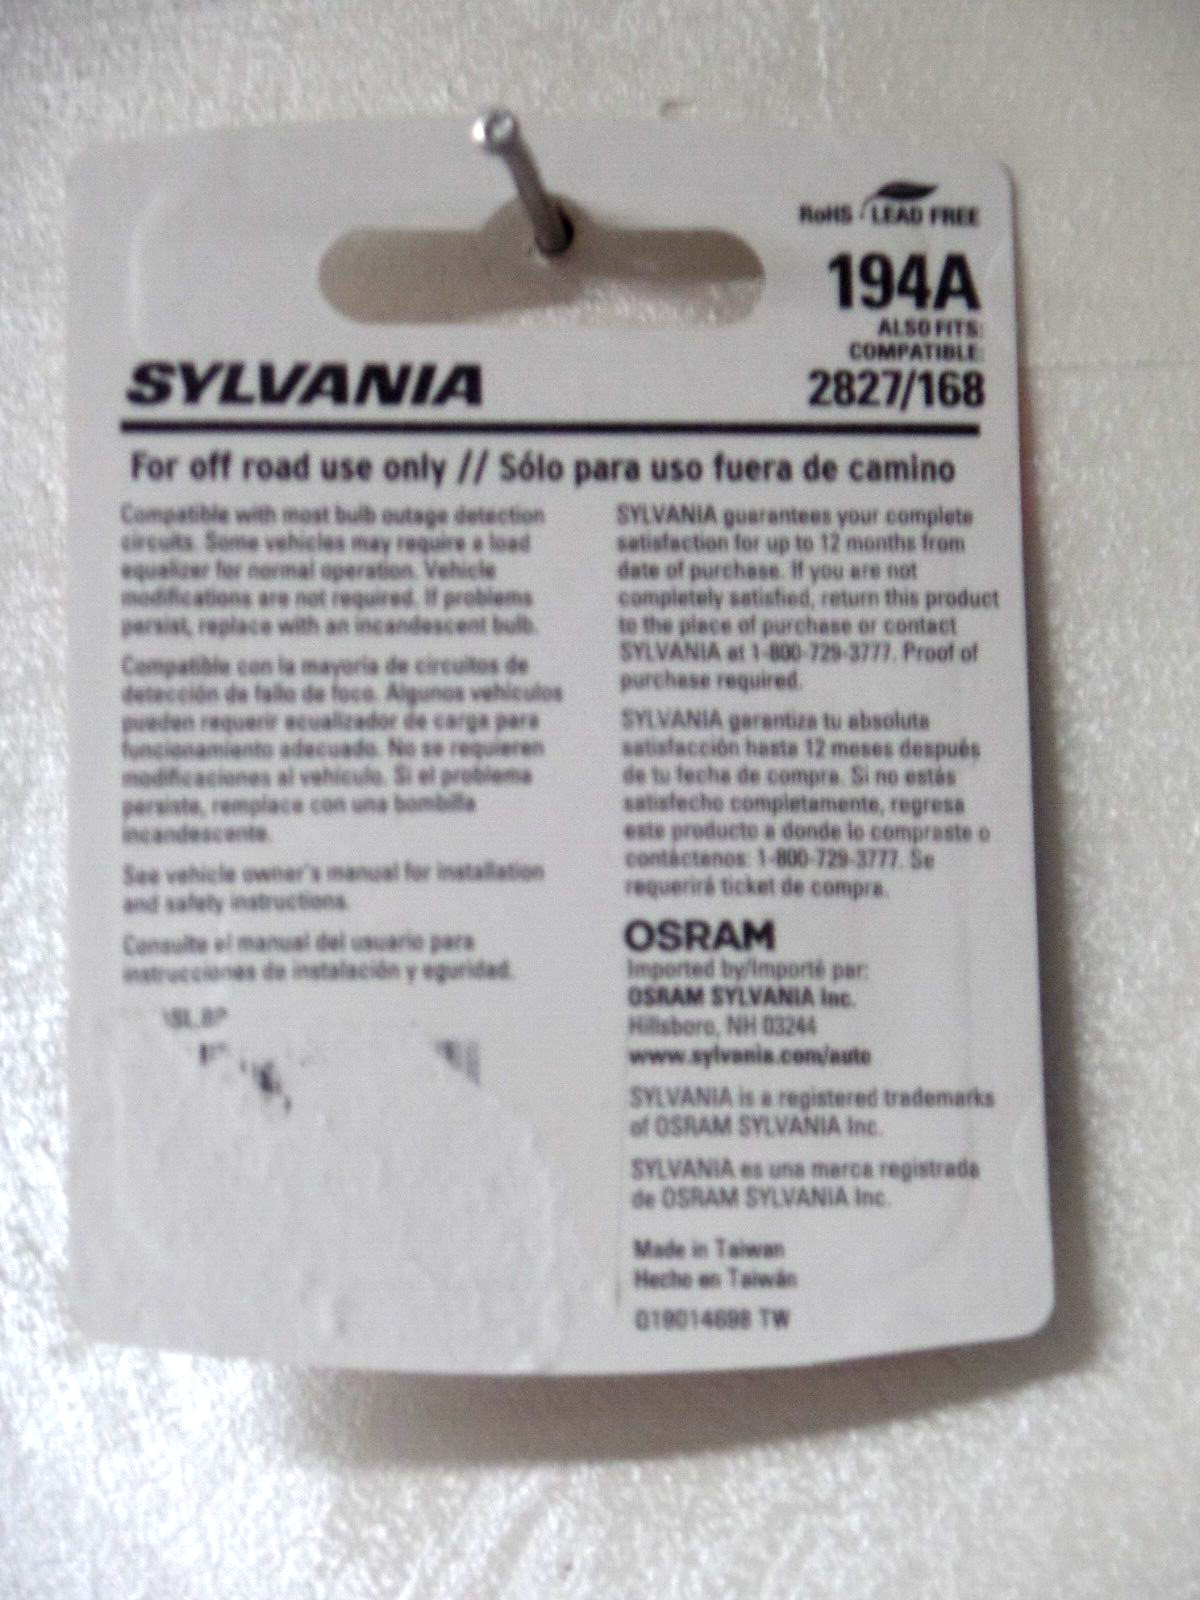 RoHS - LEAD FREE
194A
ALSO FITS:
COMPATIBLE:
2827/168
SYLVANIA
For off road use only // Sólo para uso fuera de camino
Compatible with most bulb outage detection
circuits. Some vehicles may require a load
equalizer for normal operation. Vehicle
modifications are not required. If problems
persist, replace with an incandescent bulb.
Compatible con la mayoria de circuitos de
detección de fallo de foco. Algunos vehículos
pueden requerir ecualizador de carga para
funcionamiento adecuado. No se requieren
modificaciones al vehículo. Si el problema
persiste, remplace con una bombilla
incandescente.
See vehicle owner's manual for installation
and safety instructions.
Consulte el manual del usuario para
instrucciones de instalación y eguridad.
SL.BP
SYLVANIA guarantees your complete
satisfaction for up to 12 months from
date of purchase. If you are not
completely satisfied, return this product
to the place of purchase or contact
SYLVANIA at 1-800-729-3777. Proof of
purchase required.
SYLVANIA garantiza tu absoluta
satisfacción hasta 12 meses después
de tu fecha de compra. Si no estás
satisfecho completamente, regresa
este producto a donde lo compraste o
contáctenos: 1-800-729-3777. Se
requerirá ticket de compra.
OSRAM
Imported by/Importé par:
OSRAM SYLVANIA Inc.
Hillsboro, NH 03244
www.sylvania.com/auto
SYLVANIA is a registered trademarks
of OSRAM SYLVANIA Inc.
SYLVANIA es una marca registrada
de OSRAM SYLVANIA Inc.
Made in Taiwan
Hecho en Taiwán
Q19014698 TW